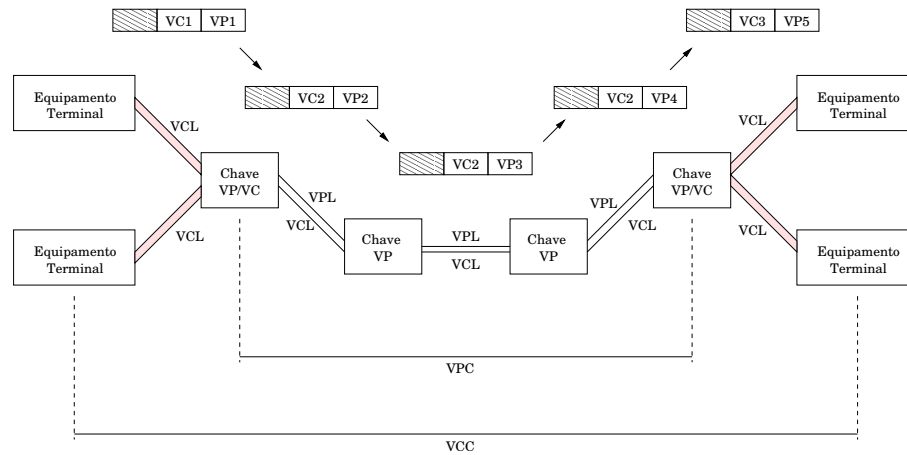 VC1 VP1
VC3 VP5
Equipamento
Terminal
VC2 VP2
VC2 VP4
Equipamento
Terminal
VCL
VCL
VC2 VP3
Chave
VP/VC
Chave
VP/VC
VPL
VPL
VCL
VCL
VCL
VCL
Equipamento
Terminal
Chave
VP
VPL
VCL
Chave
VP
Equipamento
Terminal
VPC
VCC